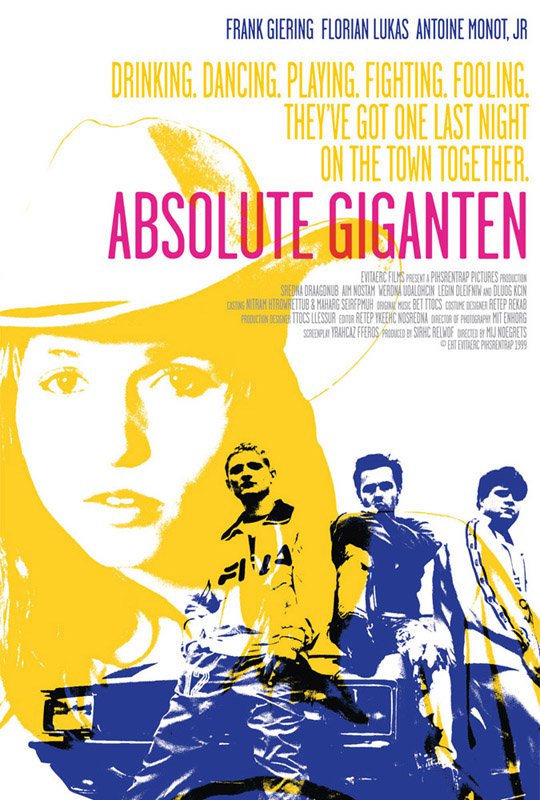 FRANK GIERING FLORIAN LUKAS ANTOINE MONOT, JR
DRINKING. DANCING. PLAYING. FIGHTING. FOOLING.
THEY'VE GOT ONE LAST NIGHT
ON THE TOWN TOGETHER.
ABSOLUTE GIGANTEN
EVITAERC FILMS PRESENT A PIHSRENTRAP PICTURES PRODUCTION
SREDNA DRAAGONUB AIM NOSTAM WERDNA UDALOHCIN LEGIN DLEIFNIW AND DLUOG KCIN
CASTING NITRAM HTROWRETTUB & MAHARG SEIRFPMUH ORIGINAL MUSIC BET TTOCS COSTUME DESIGNER RETEP REKAB
PRODUCTION DESIGNER TTOCS LLESSUR EDITOR RETEP YKEEHC NOSREDNA DIRECTOR OF PHOTOGRAPHY MIT ENHORG
SCREENPLAY YRAHCAZ FFEROS PRODUCED BY SIRHC RELWOF DIRECTED BY MIJ NOEGRETS
© EHT EVITAERC PIHSRENTRAP 1999
FILA